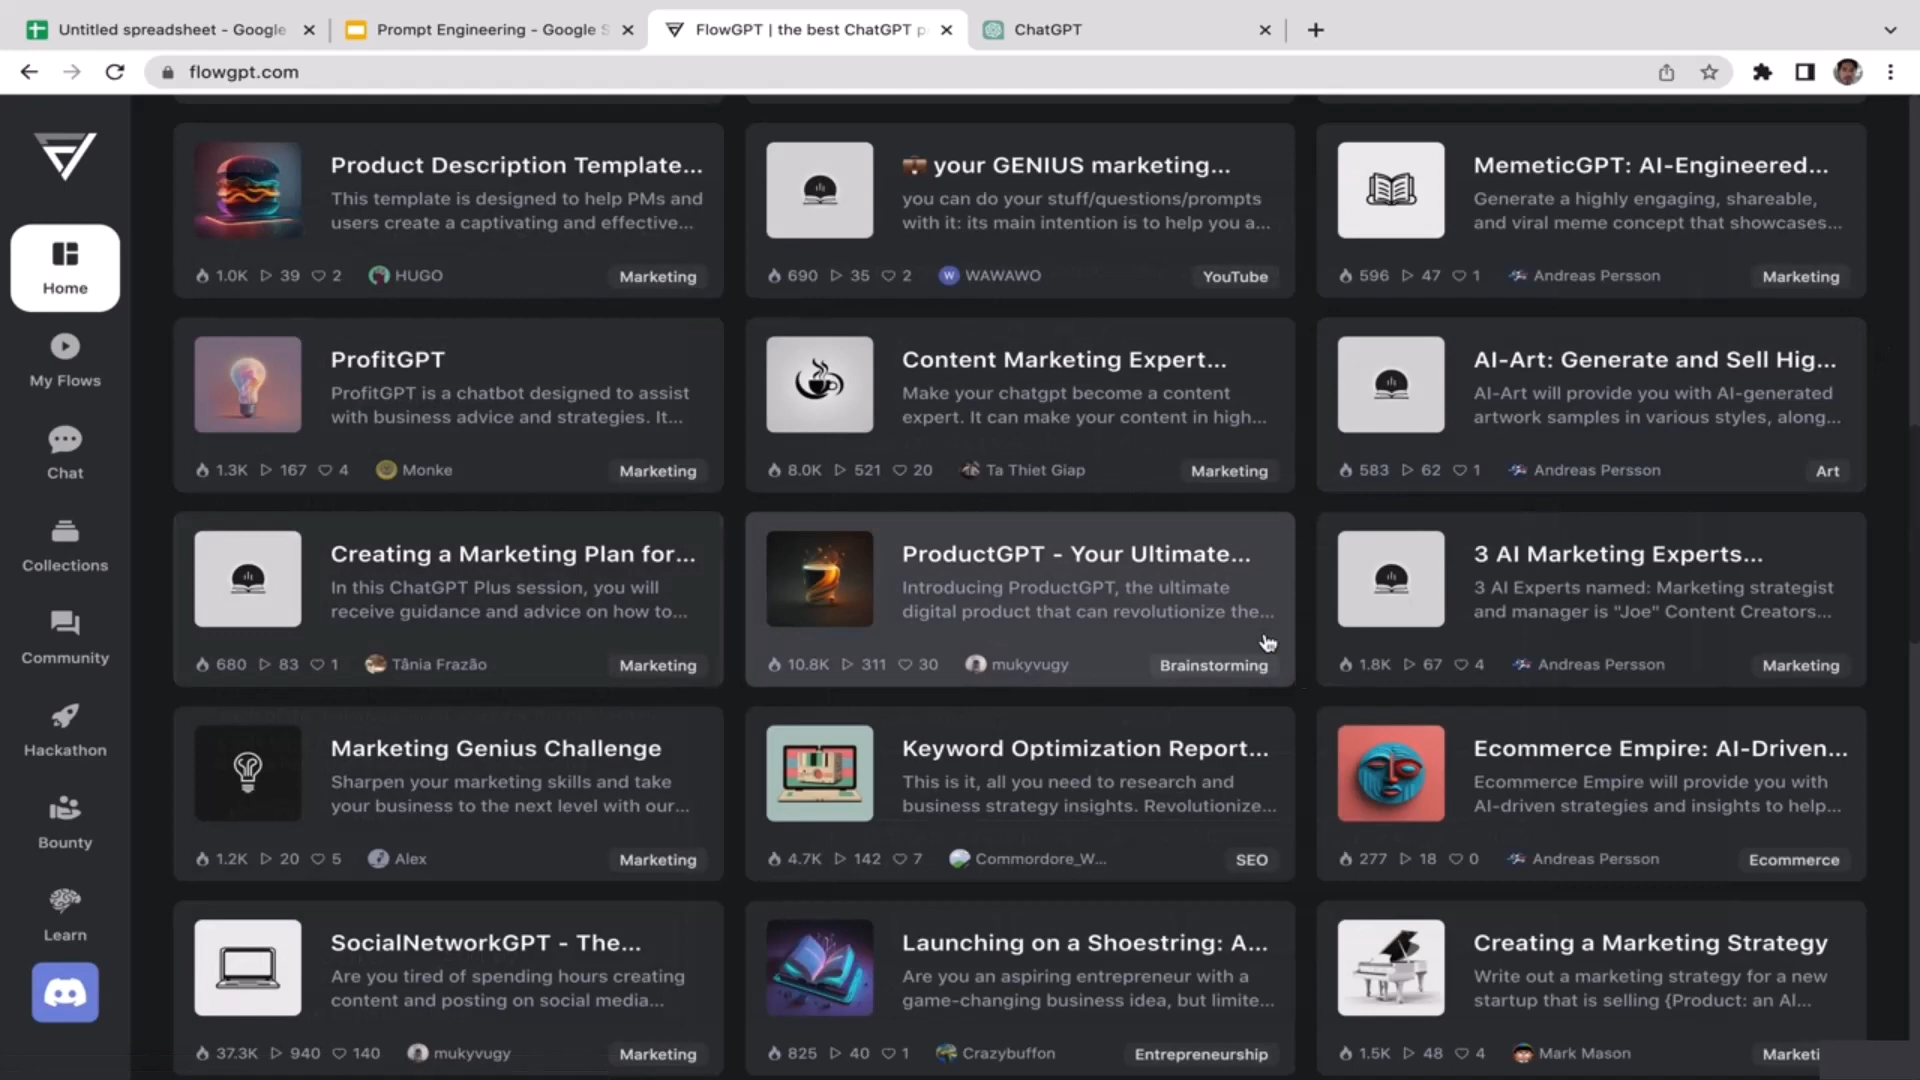 Untitled spreadsheet - Google
Prompt Engineering - Google S
FlowGPT | the best ChatGPT p
ChatGPT
flowgpt.com
Home
My Flows
Chat
Collections
Community
Hackathon
Bounty
Learn
Product Description Template...
This template is designed to help PMs and
users create a captivating and effective...
1.0K 39 2 HUGO Marketing
your GENIUS marketing...
you can do your stuff/questions/prompts
with it: its main intention is to help you a...
690 35 2 W WAWAWO YouTube
MemeticGPT: AI-Engineered...
Generate a highly engaging, shareable,
and viral meme concept that showcases...
596 47 1 Andreas Persson Marketing
ProfitGPT
ProfitGPT is a chatbot designed to assist
with business advice and strategies. It...
1.3K 167 4 Monke Marketing
Content Marketing Expert...
Make your chatgpt become a content
expert. It can make your content in high...
8.0K 521 20 Ta Thiet Giap Marketing
AI-Art: Generate and Sell Hig...
AI-Art will provide you with AI-generated
artwork samples in various styles, along...
583 62 1 Andreas Persson Art
Creating a Marketing Plan for...
In this ChatGPT Plus session, you will
receive guidance and advice on how to...
680 83 1 Tânia Frazão Marketing
ProductGPT - Your Ultimate...
Introducing ProductGPT, the ultimate
digital product that can revolutionize the...
10.8K 311 30 mukyvugy Brainstorming
3 AI Marketing Experts...
3 AI Experts named: Marketing strategist
and manager is "Joe" Content Creators...
1.8K 67 4 Andreas Persson Marketing
Marketing Genius Challenge
Sharpen your marketing skills and take
your business to the next level with our...
1.2K 20 5 Alex Marketing
Keyword Optimization Report...
This is it, all you need to research and
business strategy insights. Revolutionize...
4.7K 142 7 Commordore_W... SEO
Ecommerce Empire: AI-Driven...
Ecommerce Empire will provide you with
AI-driven strategies and insights to help...
277 18 0 Andreas Persson Ecommerce
SocialNetworkGPT - The...
Are you tired of spending hours creating
content and posting on social media...
37.3K 940 140 mukyvugy Marketing
Launching on a Shoestring: A...
Are you an aspiring entrepreneur with a
game-changing business idea, but limite...
825 40 1 Crazybuffon Entrepreneurship
Creating a Marketing Strategy
Write out a marketing strategy for a new
startup that is selling {Product: an AI...
1.5K 48 4 Mark Mason Marketi